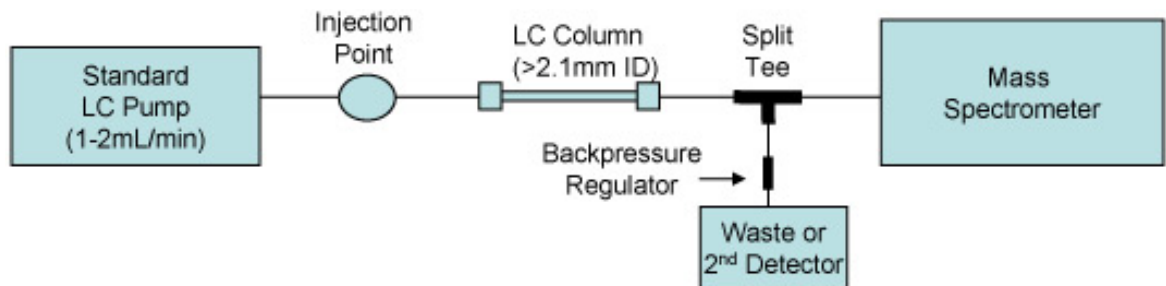 Standard
LC Pump
(1-2mL/min)
Injection
Point
LC Column
(>2.1mm ID)
Split
Tee
Mass
Spectrometer
Backpressure
Regulator
Waste or
2nd Detector